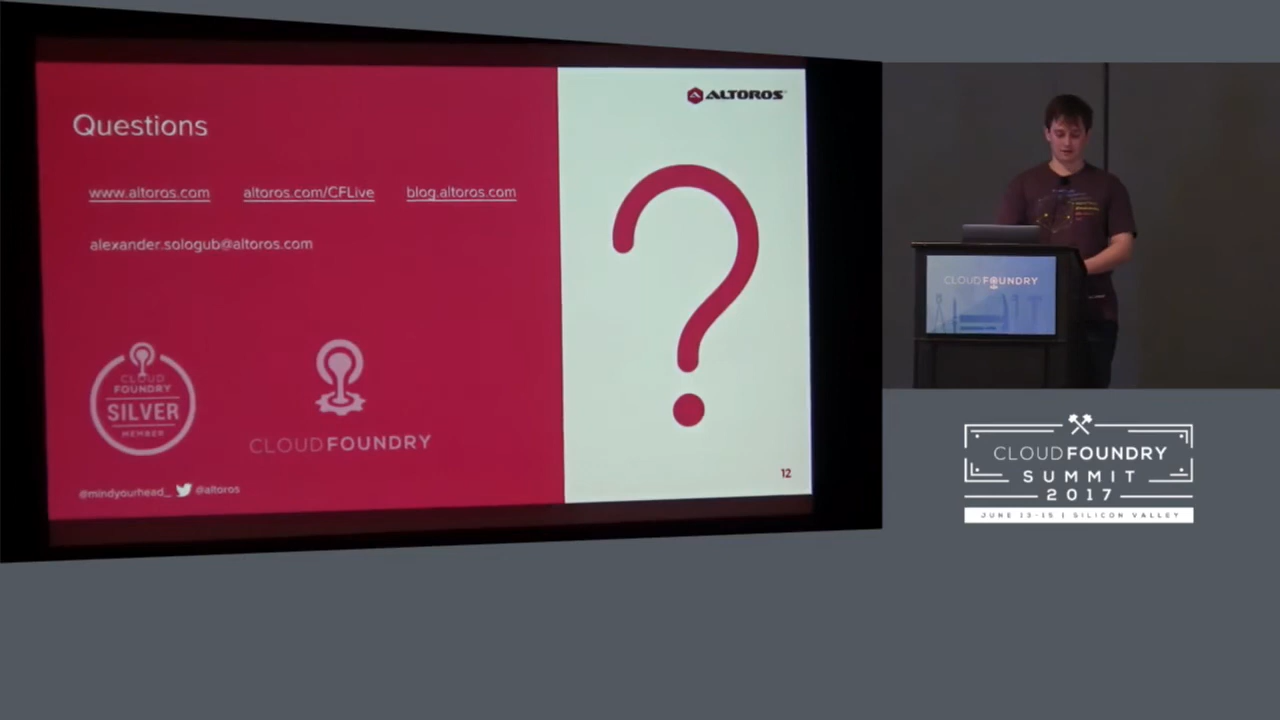 ALTOROS
Questions
www.altoros.com altoros.com/CFLive blog.altoros.com
alexander.sologub@altoros.com
CLOUD
FOUNDRY
SILVER
MEMBER
CLOUDFOUNDRY
12
@mindyourhead_ @altoros
CLOUDFOUNDRY
CLOUDFOUNDRY
SUMMIT
2017
JUNE 13-15 | SILICON VALLEY